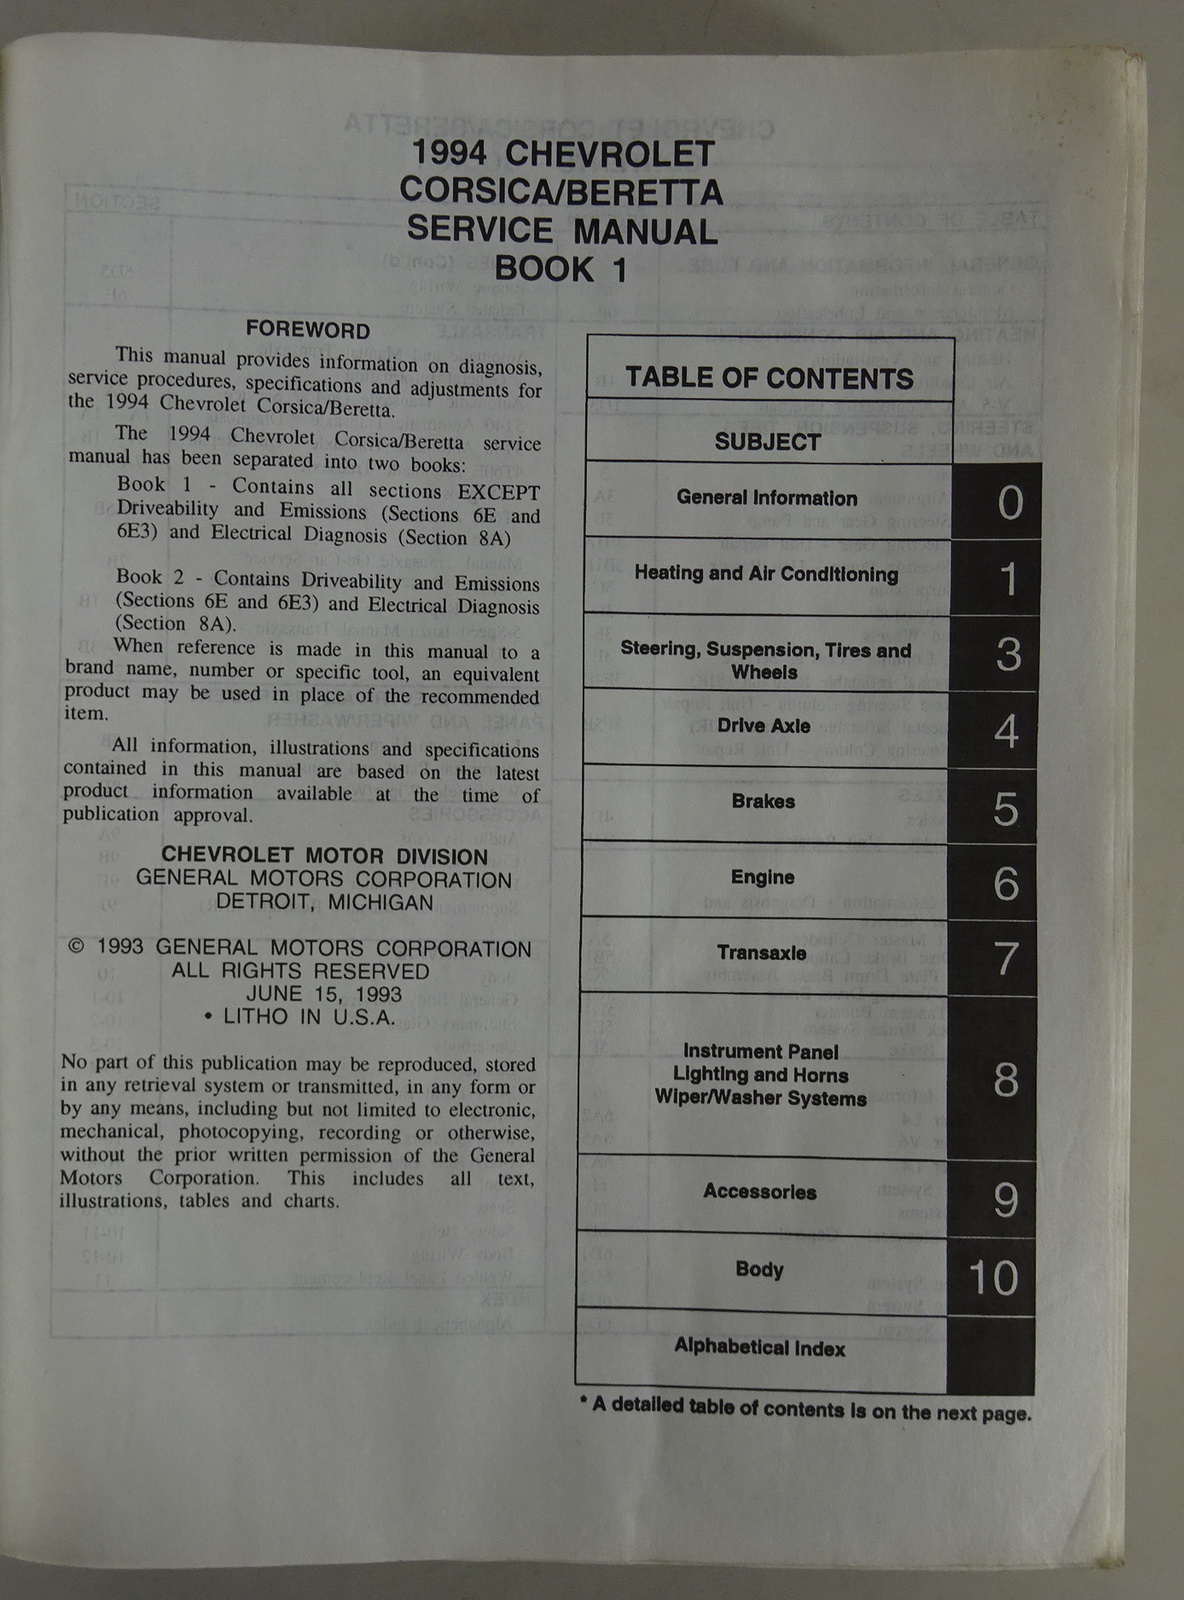 1994 CHEVROLET
CORSICA/BERETTA
SERVICE MANUAL
BOOK 1
FOREWORD
This manual provides information on diagnosis,
service procedures, specifications and adjustments for
the 1994 Chevrolet Corsica/Beretta.
The 1994 Chevrolet Corsica/Beretta service
manual has been separated into two books:
Book 1 - Contains all sections EXCEPT
Driveability and Emissions (Sections 6E and
6E3) and Electrical Diagnosis (Section 8A)
Book 2 - Contains Driveability and Emissions
(Sections 6E and 6E3) and Electrical Diagnosis
(Section 8A).
When reference is made in this manual to a
brand name, number or specific tool, an equivalent
product may be used in place of the recommended
item.
All information, illustrations and specifications
contained in this manual are based on the latest
product information available at the time of
publication approval.
CHEVROLET MOTOR DIVISION
GENERAL MOTORS CORPORATION
DETROIT, MICHIGAN
© 1993 GENERAL MOTORS CORPORATION
ALL RIGHTS RESERVED
JUNE 15, 1993
• LITHO IN U.S.A.
No part of this publication may be reproduced, stored
in any retrieval system or transmitted, in any form or
by any means, including but not limited to electronic,
mechanical, photocopying, recording or otherwise,
without the prior written permission of the General
Motors Corporation. This includes all text,
illustrations, tables and charts.
TABLE OF CONTENTS
SUBJECT
General Information 0
Heating and Air Conditioning 1
Steering, Suspension, Tires and
Wheels 3
Drive Axle 4
Brakes 5
Engine 6
Transaxle 7
Instrument Panel
Lighting and Horns 8
Wiper/Washer Systems
Accessories 9
Body 10
Alphabetical Index
* A detailed table of contents is on the next page.